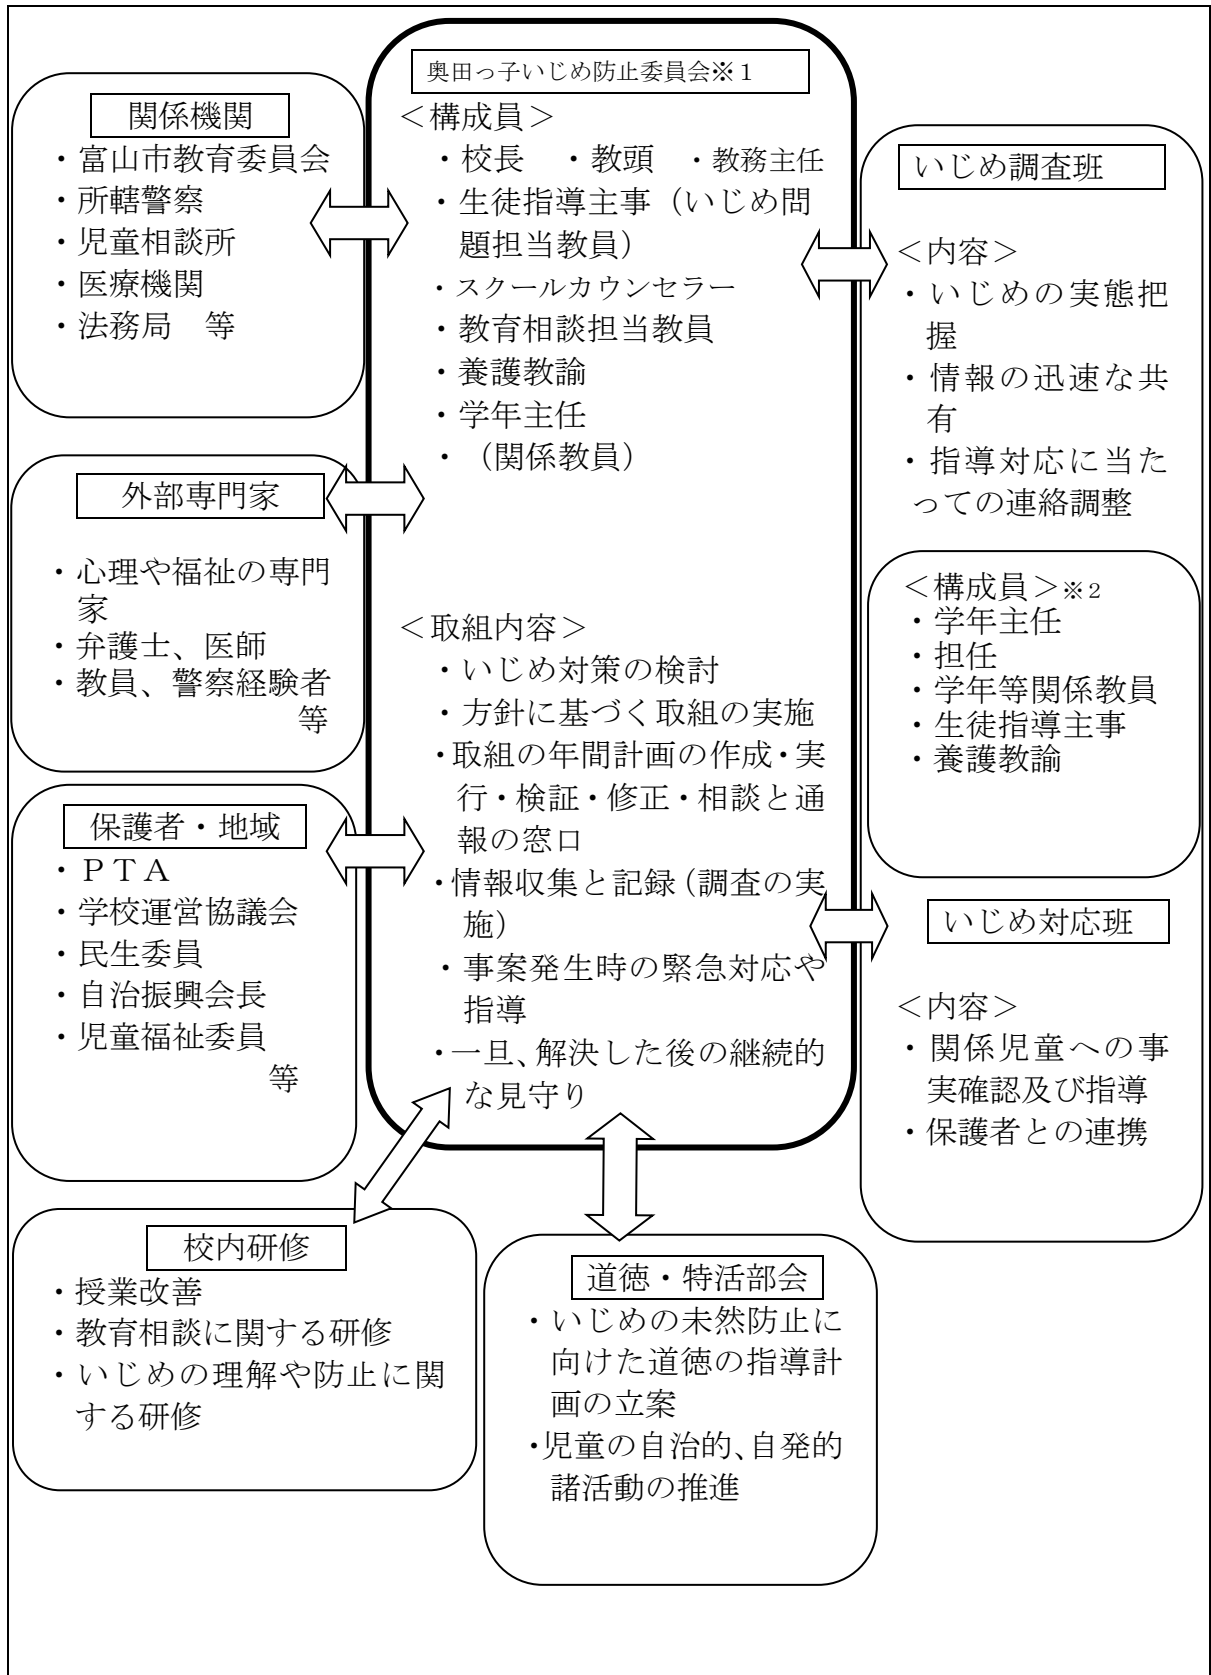 奥田っ子いじめ防止委員会※1
＜構成員＞
・校長　・教頭　・教務主任
・生徒指導主事（いじめ問
題担当教員）
・スクールカウンセラー
・教育相談担当教員
・養護教諭
・学年主任
・（関係教員）
＜取組内容＞
・いじめ対策の検討
・方針に基づく取組の実施
・取組の年間計画の作成・実
行・検証・修正・相談と通
報の窓口
・情報収集と記録（調査の実
施）
・事案発生時の緊急対応や
指導
・一旦、解決した後の継続的
な見守り
関係機関
・富山市教育委員会
・所轄警察
・児童相談所
・医療機関
・法務局　等
外部専門家
・心理や福祉の専門
家
・弁護士、医師
・教員、警察経験者
等
保護者・地域
・ＰＴＡ
・学校運営協議会
・民生委員
・自治振興会長
・児童福祉委員
等
いじめ調査班
＜内容＞
・いじめの実態把
握
・情報の迅速な共
有
・指導対応に当た
っての連絡調整
＜構成員＞※2
・学年主任
・担任
・学年等関係教員
・生徒指導主事
・養護教諭
いじめ対応班
＜内容＞
・関係児童への事
実確認及び指導
・保護者との連携
校内研修
・授業改善
・教育相談に関する研修
・いじめの理解や防止に関
する研修
道徳・特活部会
・いじめの未然防止に
向けた道徳の指導計
画の立案
・児童の自治的、自発的
諸活動の推進